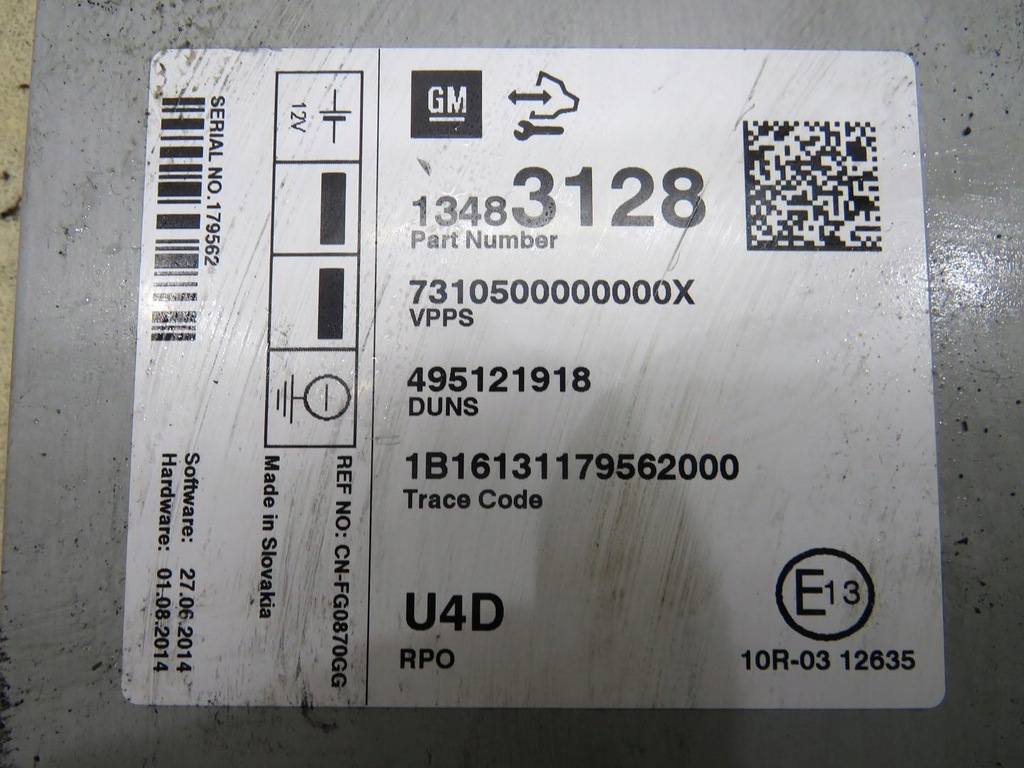 GM
13483128
Part Number
7310500000000X
VPPS
495121918
DUNS
1B16131179562000
Trace Code
U4D
RPO
E13
10R-03 12635
12V
SERIAL NO.179562
REF NO: CN-FG0870GG
Made in Slovakia
Software: 27.06.2014
Hardware: 01.08.2014